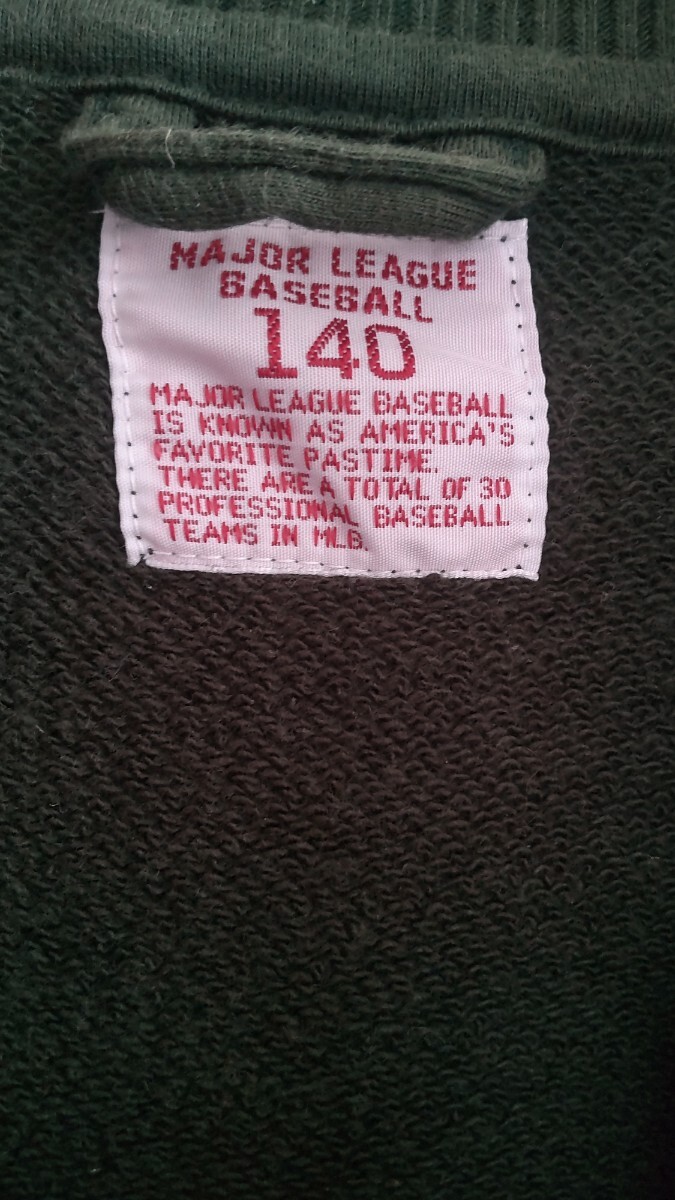 MAJOR LEAGUE
BASEBALL
140
MAJOR LEAGUE BASEBALL
IS KNOWN AS AMERICA'S
FAVORITE PASTIME.
THERE ARE A TOTAL OF 30
PROFESSIONAL BASEBALL
TEAMS IN MLB.